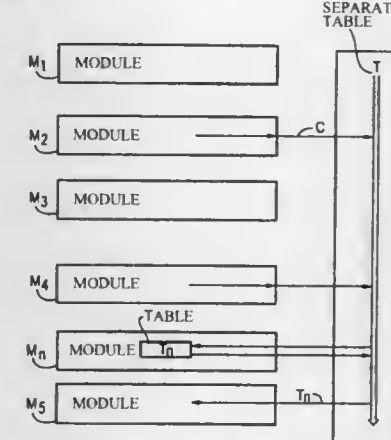 SEPARAT
TABLE
T
M₁ MODULE
M₂ MODULE
C
M₃ MODULE
M₄ MODULE
TABLE
Mn MODULE Tn
M₅ MODULE
Tn